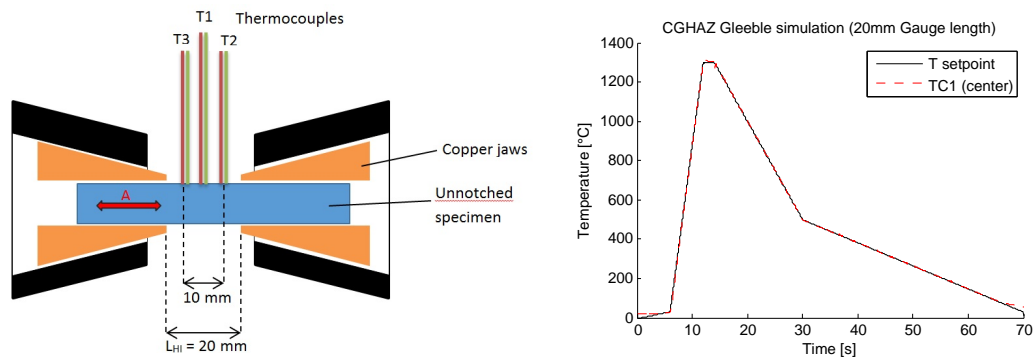 T1 Thermocouples
T3 T2
Copper jaws
A
Unnotched
specimen
10 mm
LHI = 20 mm
CGHAZ Gleeble simulation (20mm Gauge length)
T setpoint
TC1 (center)
Temperature [°C]
1400
1200
1000
800
600
400
200
0
0 10 20 30 40 50 60 70
Time [s]